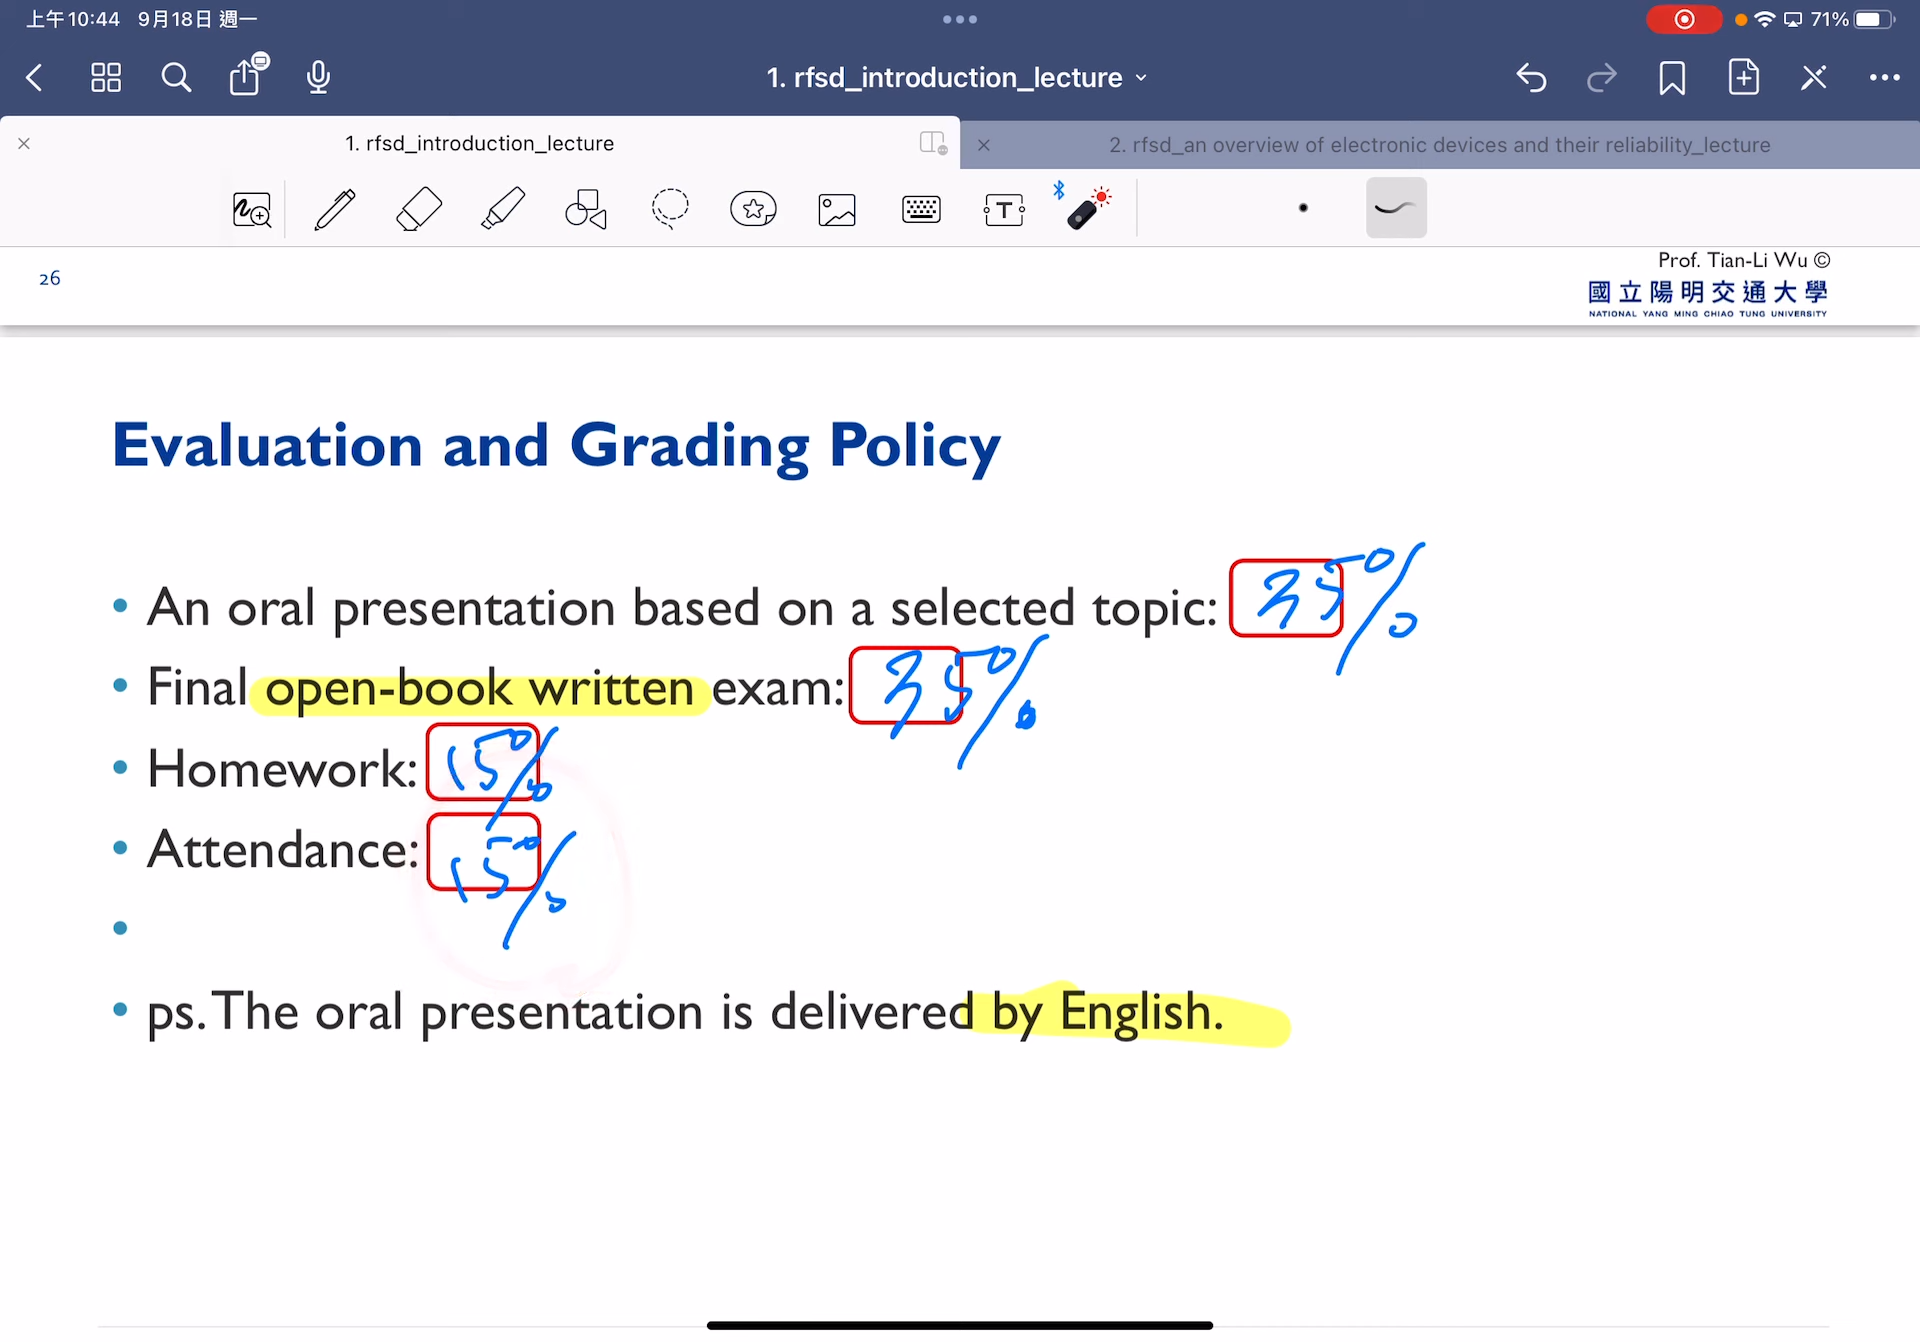 上午10:44 9月18日 週一
71%
1. rfsd_introduction_lecture
1. rfsd_introduction_lecture
2. rfsd_an overview of electronic devices and their reliability_lecture
T
26
Prof. Tian-Li Wu ©
國立陽明交通大學
NATIONAL YANG MING CHIAO TUNG UNIVERSITY
Evaluation and Grading Policy
• An oral presentation based on a selected topic: 35%
• Final open-book written exam: 35%
• Homework: 15%
• Attendance: 15%
•
• ps. The oral presentation is delivered by English.